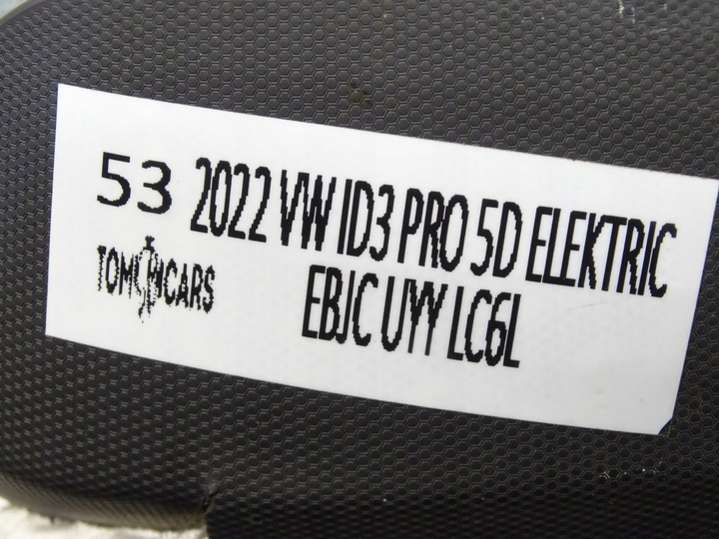 53 2022 VW ID3 PRO 5D ELEKTRIC
TOM CARS
EBJC UYY LC6L